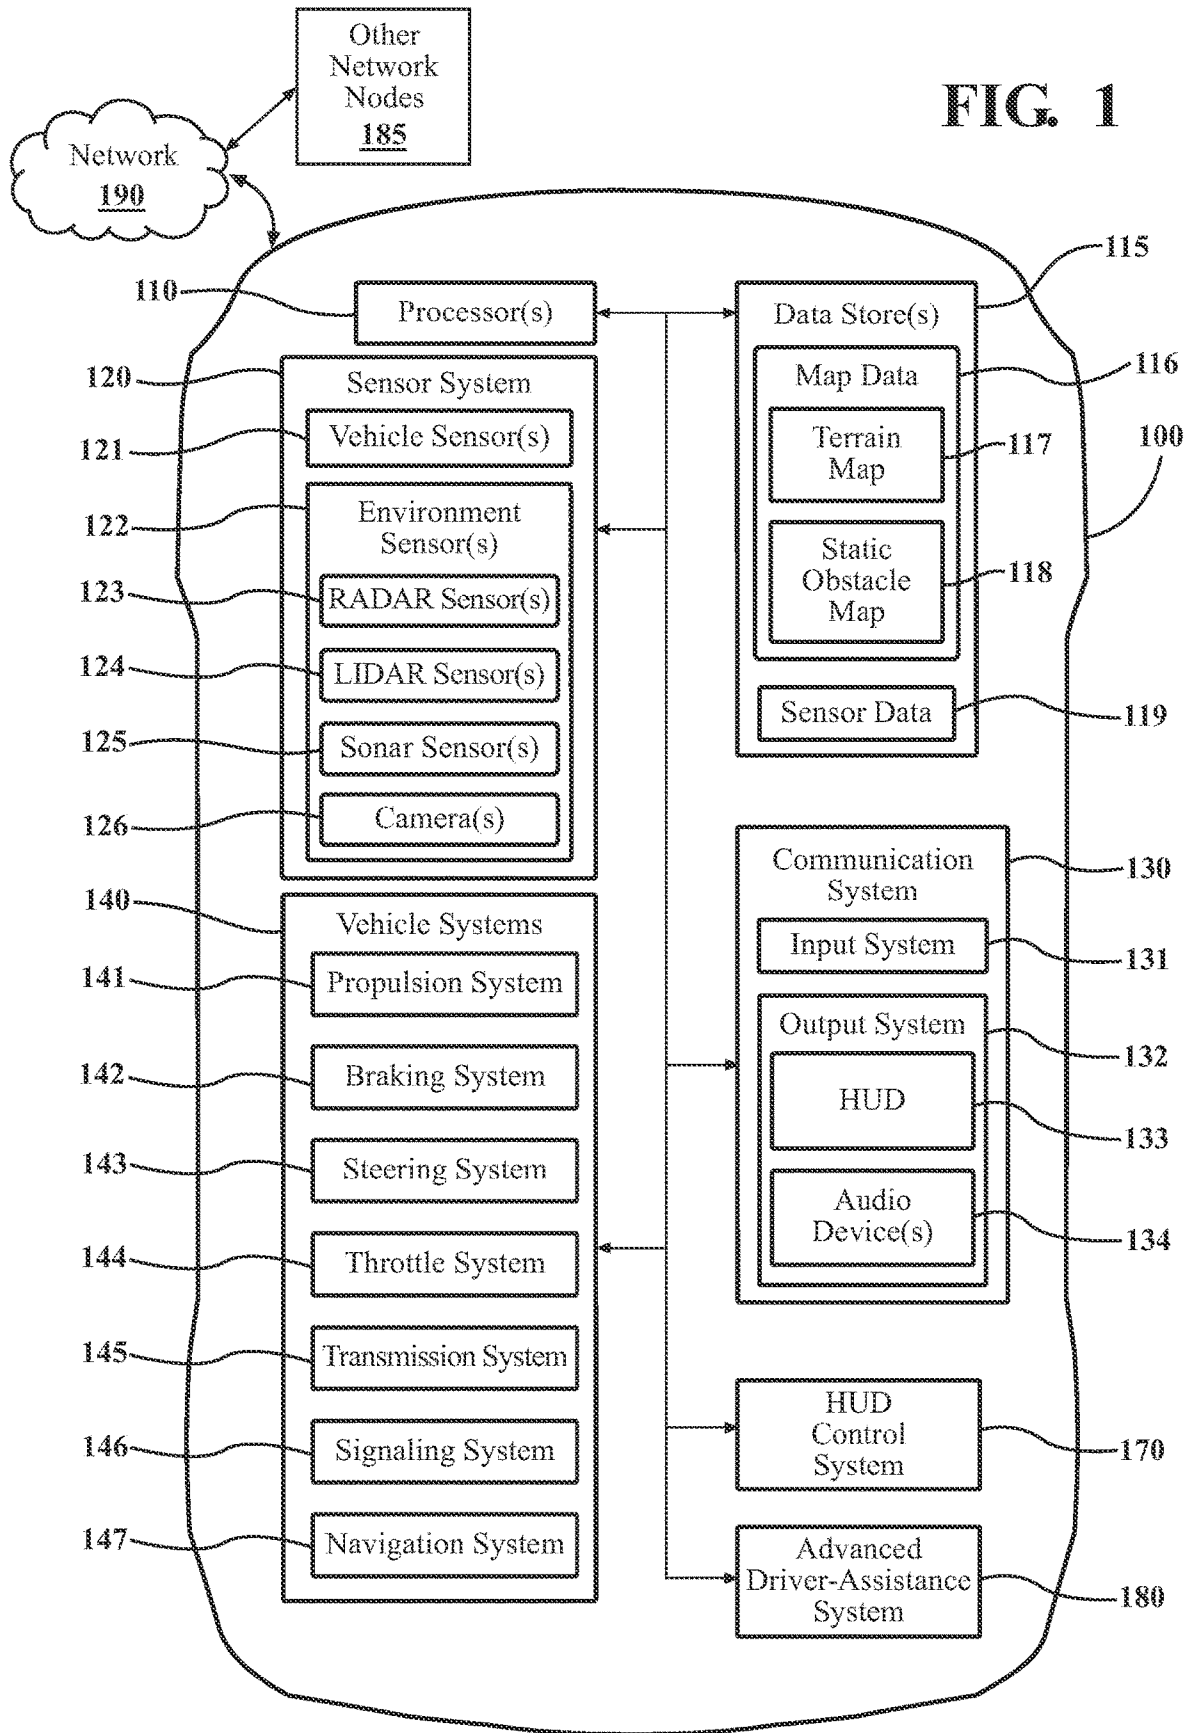 Other
Network
Nodes
185
FIG. 1
Network
190
115
110
Processor(s)
Data Store(s)
120
Sensor System
Map Data
116
121
Vehicle Sensor(s)
Terrain
Map
117
100
122
Environment
Sensor(s)
Static
Obstacle
Map
118
123
RADAR Sensor(s)
124
LIDAR Sensor(s)
Sensor Data
119
125
Sonar Sensor(s)
126
Camera(s)
Communication
System
130
140
Vehicle Systems
Input System
131
141
Propulsion System
Output System
132
142
Braking System
HUD
133
143
Steering System
Audio
Device(s)
134
144
Throttle System
145
Transmission System
HUD
Control
System
170
146
Signaling System
147
Navigation System
Advanced
Driver-Assistance
System
180